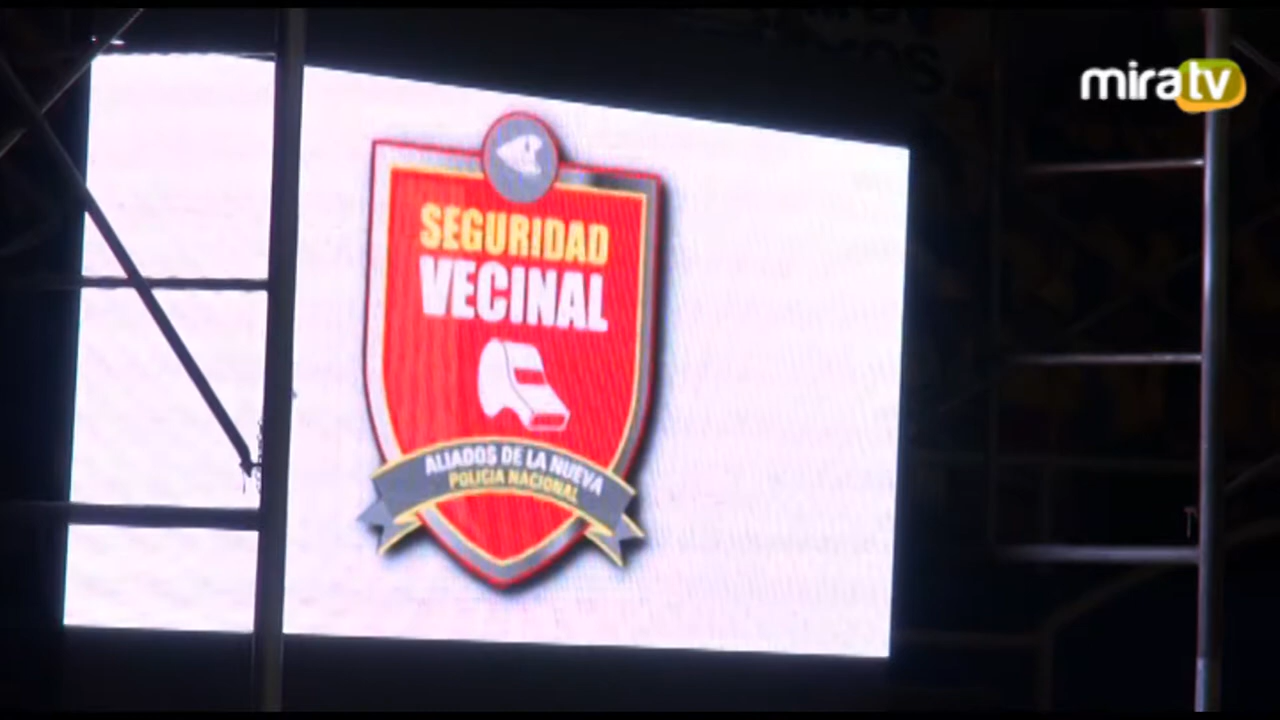 miratv
SEGURIDAD
VECINAL
ALIADOS DE LA NUEVA
POLICIA NACIONAL